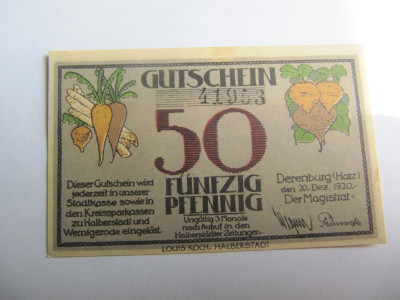 GUTSCHEIN
41953
50
FÜNFZIG
PFENNIG
Dieser Gutschein wird
jederzeit in unserer
Stadtkasse sowie in
den Kreissparkassen
zu Halberstadt und
Wernigerode eingelöst.
Ungültig 3 Monate
nach Aufruf in den
Halberstädter Zeitungen.
Derenburg (Harz)
den 20. Dez. 1920.
Der Magistrat
LOUIS KOCH, HALBERSTADT